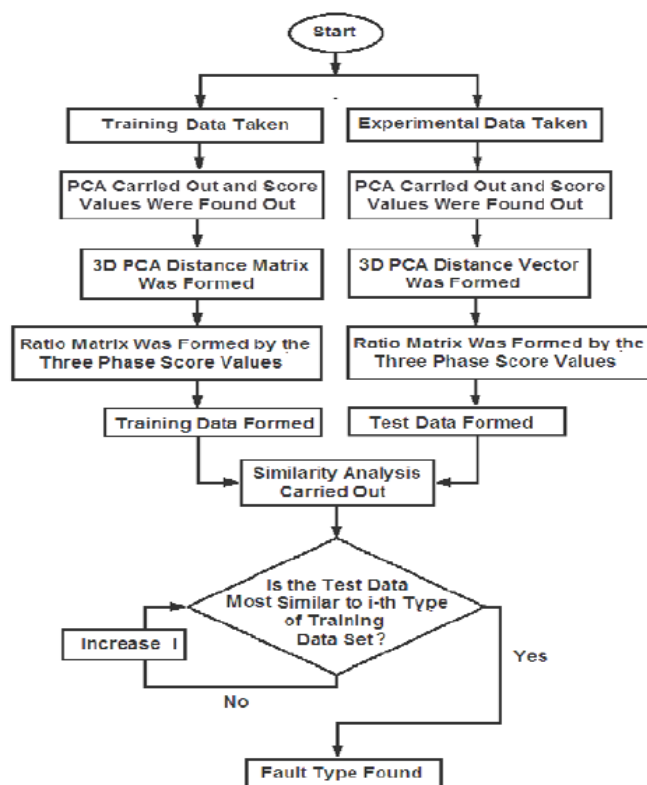 Start
Training Data Taken
Experimental Data Taken
PCA Carried Out and Score
Values Were Found Out
PCA Carried Out and Score
Values Were Found Out
3D PCA Distance Matrix
Was Formed
3D PCA Distance Vector
Was Formed
Ratio Matrix Was Formed by the
Three Phase Score Values
Ratio Matrix Was Formed by the
Three Phase Score Values
Training Data Formed
Test Data Formed
Similarity Analysis
Carried Out
Is the Test Data
Most Similar to i-th Type
of Training
Data Set?
Increase I
Yes
No
Fault Type Found